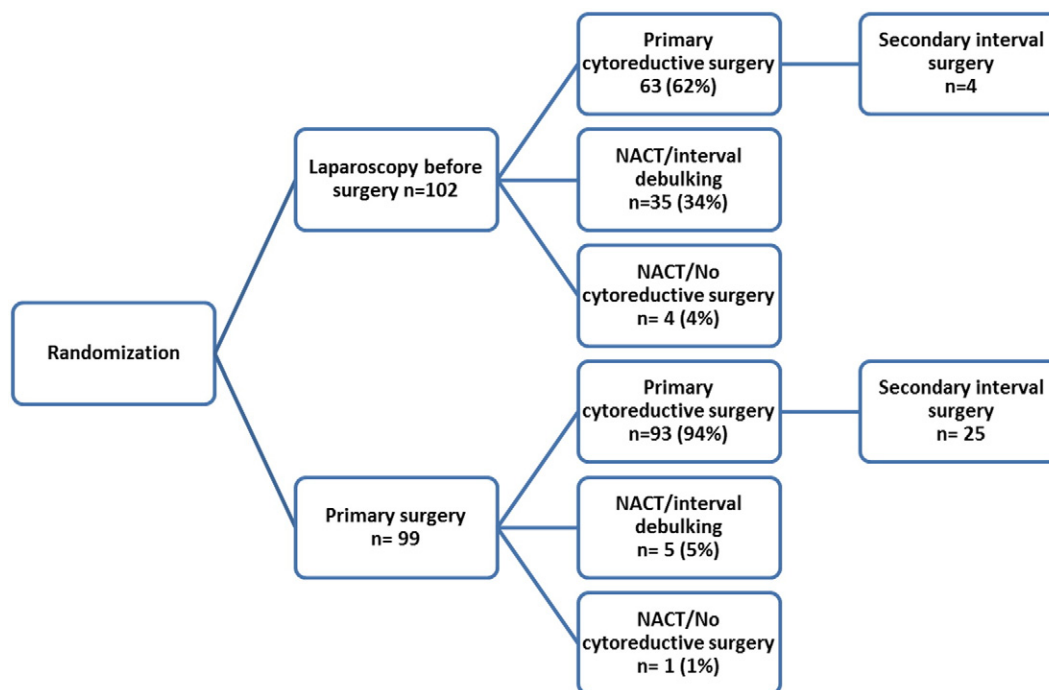 Randomization
Laparoscopy before
surgery n=102
Primary
cytoreductive surgery
63 (62%)
Secondary interval
surgery
n=4
NACT/interval
debulking
n=35 (34%)
NACT/No
cytoreductive surgery
n= 4 (4%)
Primary surgery
n= 99
Primary
cytoreductive surgery
n=93 (94%)
Secondary interval
surgery
n= 25
NACT/interval
debulking
n= 5 (5%)
NACT/No
cytoreductive surgery
n= 1 (1%)